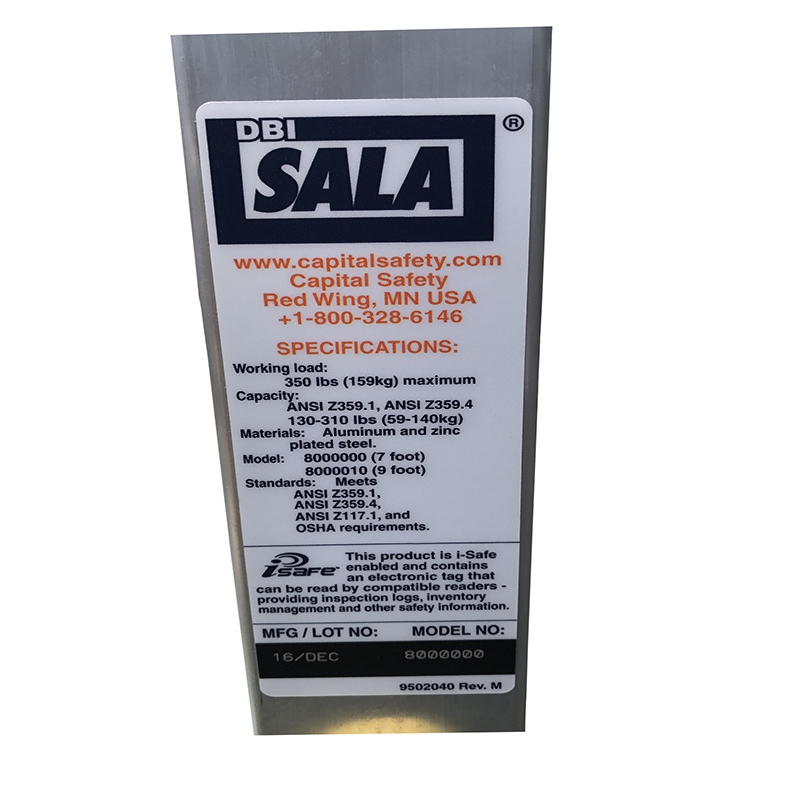 DBI
SALA ®
www.capitalsafety.com
Capital Safety
Red Wing, MN USA
+1-800-328-6146
SPECIFICATIONS:
Working load:
350 lbs (159kg) maximum
Capacity:
ANSI Z359.1, ANSI Z359.4
130-310 lbs (59-140kg)
Materials: Aluminum and zinc
plated steel.
Model: 8000000 (7 foot)
8000010 (9 foot)
Standards: Meets
ANSI Z359.1,
ANSI Z359.4,
ANSI Z117.1, and
OSHA requirements.
iSAFE™ This product is i-Safe
enabled and contains
an electronic tag that
can be read by compatible readers -
providing inspection logs, inventory
management and other safety information.
MFG / LOT NO: MODEL NO:
16/DEC 8000000
9502040 Rev. M